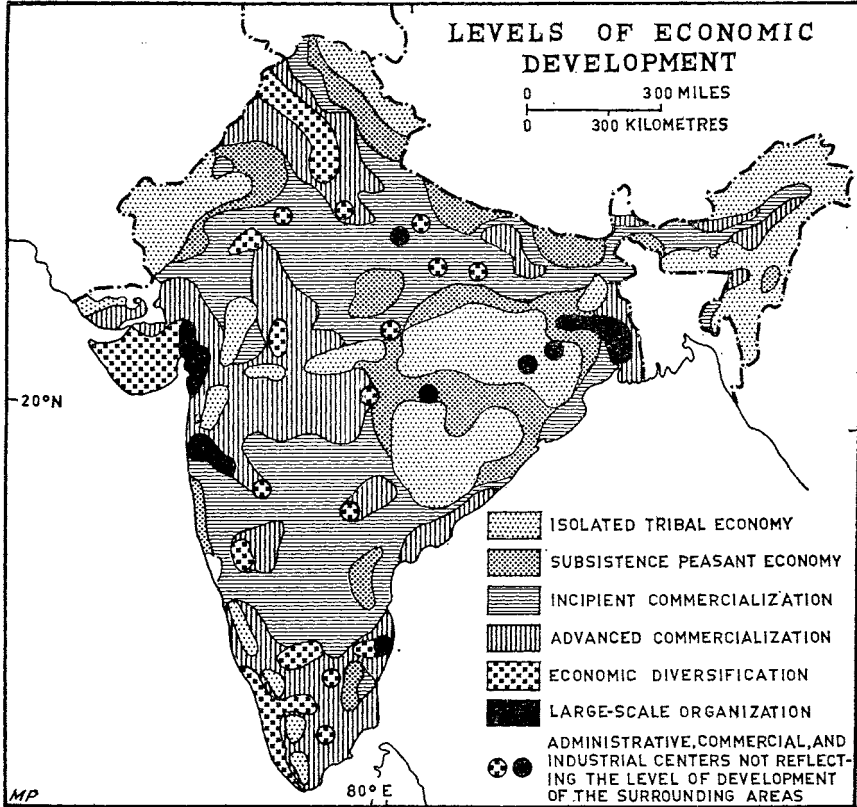 LEVELS OF ECONOMIC
DEVELOPMENT
0 300 MILES
0 300 KILOMETRES
20°N
ISOLATED TRIBAL ECONOMY
SUBSISTENCE PEASANT ECONOMY
INCIPIENT COMMERCIALIZATION
ADVANCED COMMERCIALIZATION
ECONOMIC DIVERSIFICATION
LARGE-SCALE ORGANIZATION
ADMINISTRATIVE, COMMERCIAL, AND
INDUSTRIAL CENTERS NOT REFLECT-
ING THE LEVEL OF DEVELOPMENT
OF THE SURROUNDING AREAS
MP
80°E